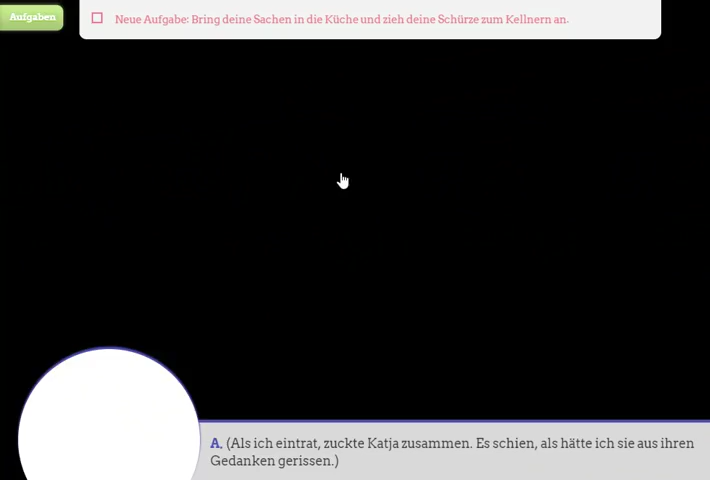 Aufgaben
Neue Aufgabe: Bring deine Sachen in die Küche und zieh deine Schürze zum Kellnern an.
A. (Als ich eintrat, zuckte Katja zusammen. Es schien, als hätte ich sie aus ihren
Gedanken gerissen.)